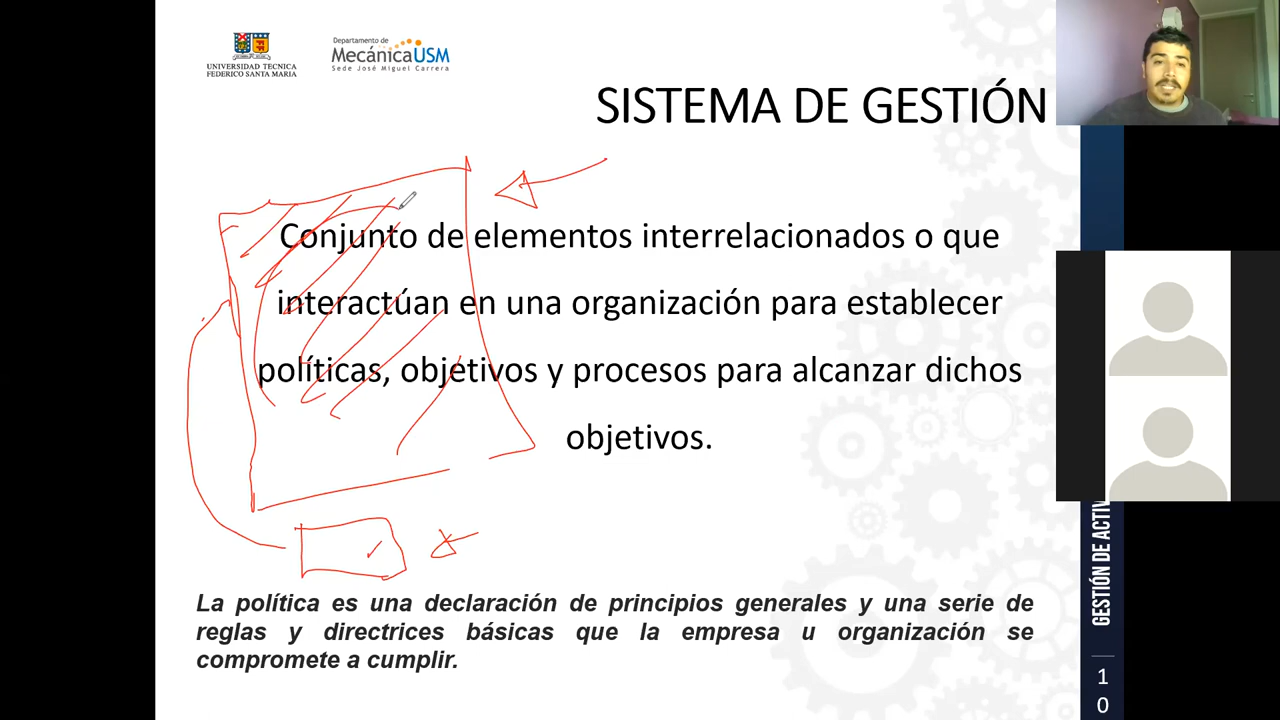 UNIVERSIDAD TECNICA
FEDERICO SANTA MARIA
Departamento de
MecánicaUSM
Sede José Miguel Carrera
SISTEMA DE GESTIÓN
Conjunto de elementos interrelacionados o que
interactúan en una organización para establecer
políticas, objetivos y procesos para alcanzar dichos
objetivos.
La política es una declaración de principios generales y una serie de
reglas y directrices básicas que la empresa u organización se
compromete a cumplir.
GESTIÓN DE ACTIV
1
0